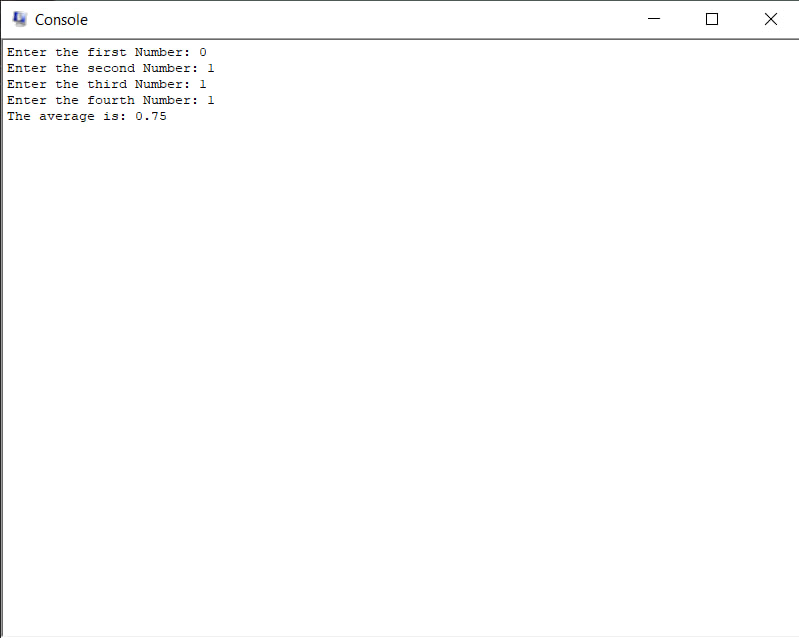 Console
Enter the first Number: 0
Enter the second Number: 1
Enter the third Number: 1
Enter the fourth Number: 1
The average is: 0.75